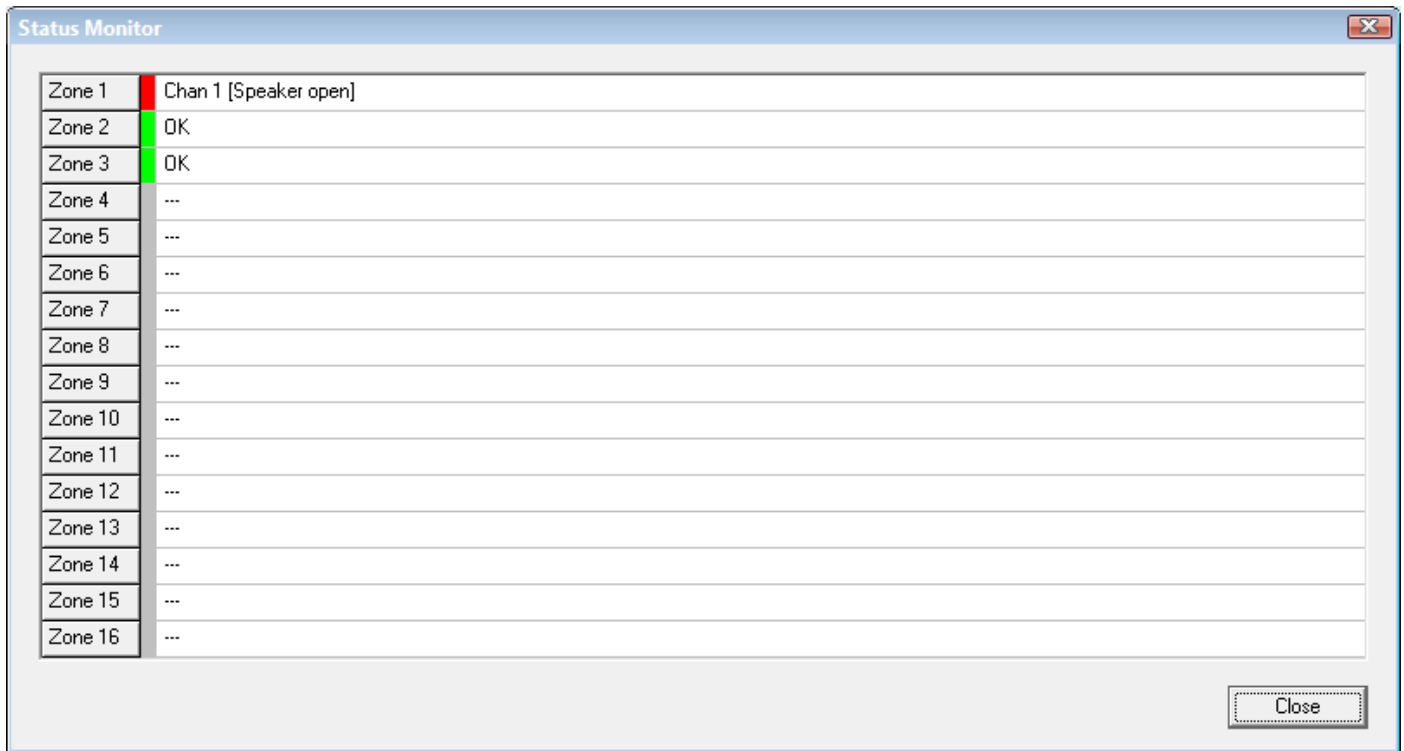 Status Monitor
Zone 1 Chan 1 [Speaker open]
Zone 2 OK
Zone 3 OK
Zone 4 ---
Zone 5 ---
Zone 6 ---
Zone 7 ---
Zone 8 ---
Zone 9 ---
Zone 10 ---
Zone 11 ---
Zone 12 ---
Zone 13 ---
Zone 14 ---
Zone 15 ---
Zone 16 ---
Close